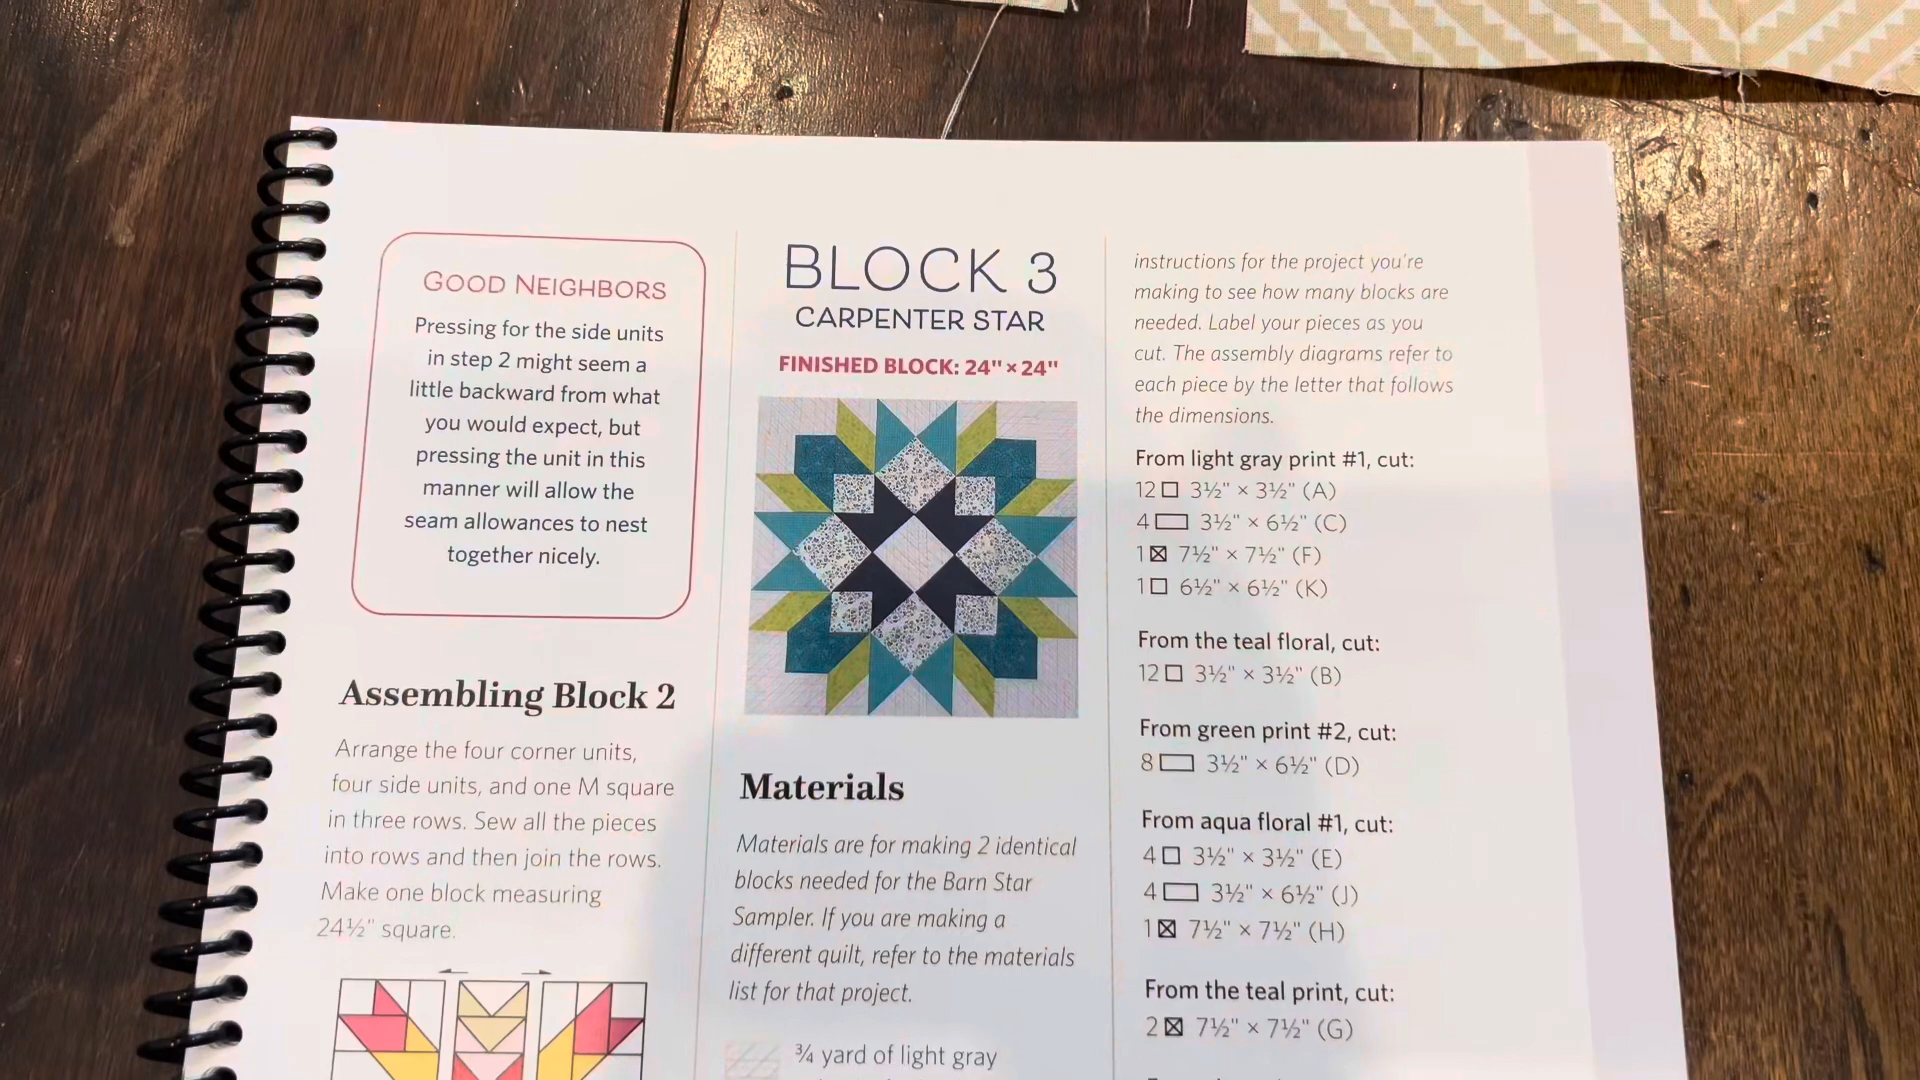 GOOD NEIGHBORS
Pressing for the side units
in step 2 might seem a
little backward from what
you would expect, but
pressing the unit in this
manner will allow the
seam allowances to nest
together nicely.
Assembling Block 2
Arrange the four corner units,
four side units, and one M square
in three rows. Sew all the pieces
into rows and then join the rows.
Make one block measuring
24½" square.
BLOCK 3
CARPENTER STAR
FINISHED BLOCK: 24" × 24"
Materials
Materials are for making 2 identical
blocks needed for the Barn Star
Sampler. If you are making a
different quilt, refer to the materials
list for that project.
¾ yard of light gray
instructions for the project you're
making to see how many blocks are
needed. Label your pieces as you
cut. The assembly diagrams refer to
each piece by the letter that follows
the dimensions.
From light gray print #1, cut:
12 □ 3½" × 3½" (A)
4 ▭ 3½" × 6½" (C)
1 ⊠ 7½" × 7½" (F)
1 □ 6½" × 6½" (K)
From the teal floral, cut:
12 □ 3½" × 3½" (B)
From green print #2, cut:
8 ▭ 3½" × 6½" (D)
From aqua floral #1, cut:
4 □ 3½" × 3½" (E)
4 ▭ 3½" × 6½" (J)
1 ⊠ 7½" × 7½" (H)
From the teal print, cut:
2 ⊠ 7½" × 7½" (G)